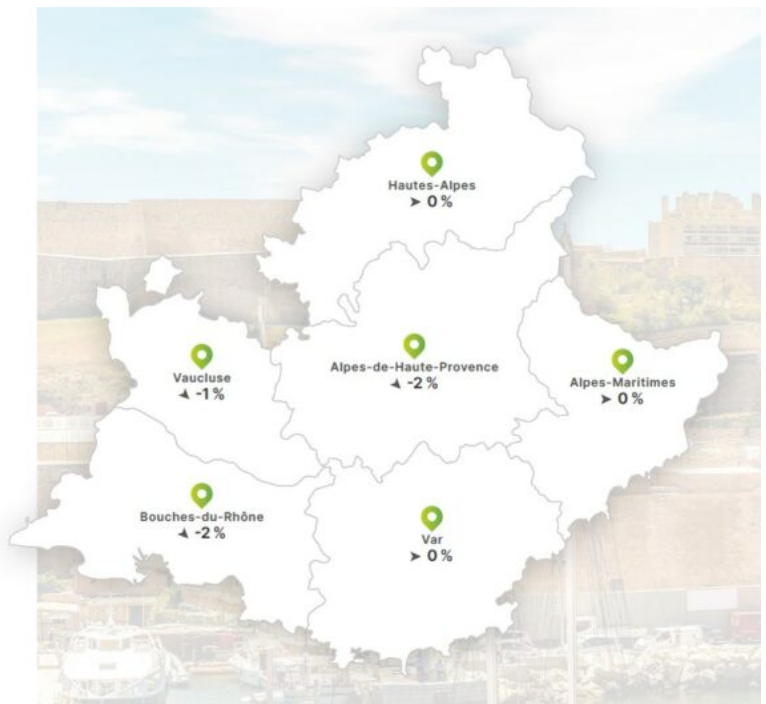 Hautes-Alpes
➤ 0 %
Vaucluse
-1 %
Alpes-de-Haute-Provence
-2 %
Alpes-Maritimes
➤ 0 %
Bouches-du-Rhône
-2 %
Var
➤ 0 %